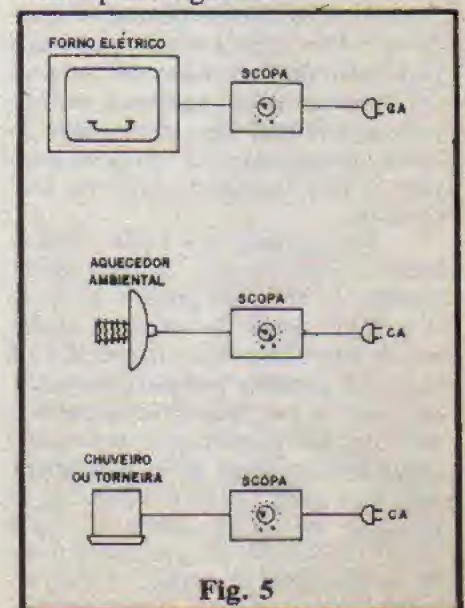 FORNO ELÉTRICO
SCOPA
CA
AQUECEDOR
AMBIENTAL
SCOPA
CA
CHUVEIRO
OU TORNEIRA
SCOPA
CA
Fig. 5